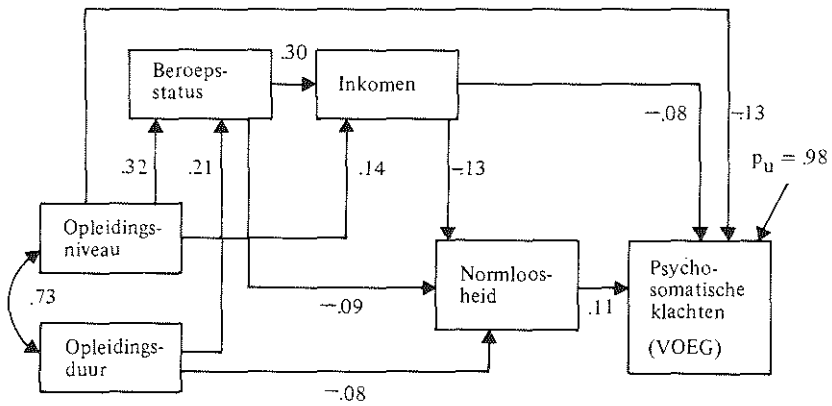 .30
Beroeps-
status
Inkomen
—.08
—.13
.32
.21
.14
—.13
p_u = .98
Opleidings-
niveau
Normloos-
heid
Psycho-
somatische
klachten
(VOEG)
.73
—.09
.11
Opleidings-
duur
—.08